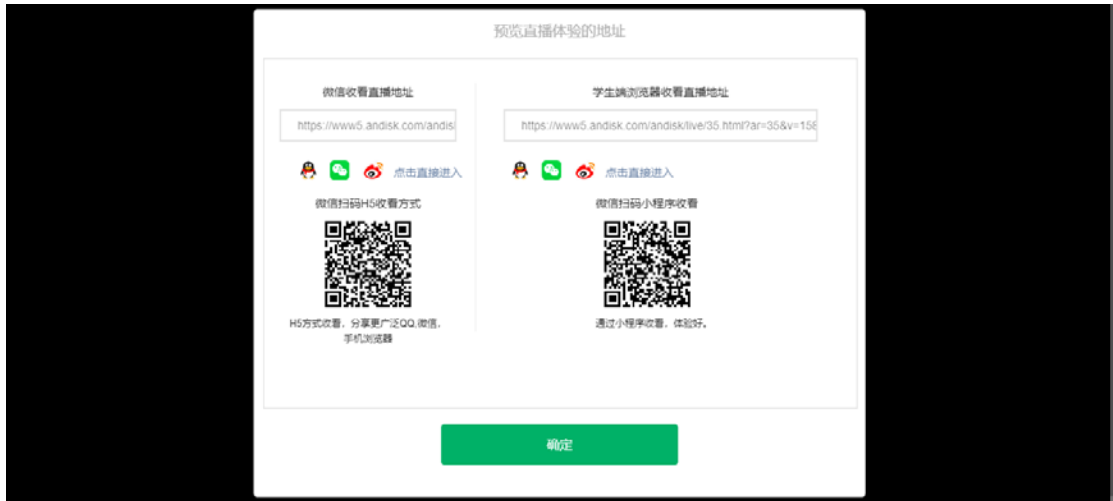 预览直播体验的地址
微信收看直播地址
https://www5.andisk.com/andis
点击直接进入
微信扫码H5收看方式
H5方式收看，分享更广泛QQ,微信，
手机浏览器
学生端浏览器收看直播地址
https://www5.andisk.com/andisk/live/35.html?ar=35&v=158
点击直接进入
微信扫码小程序收看
通过小程序收看，体验好。
确定